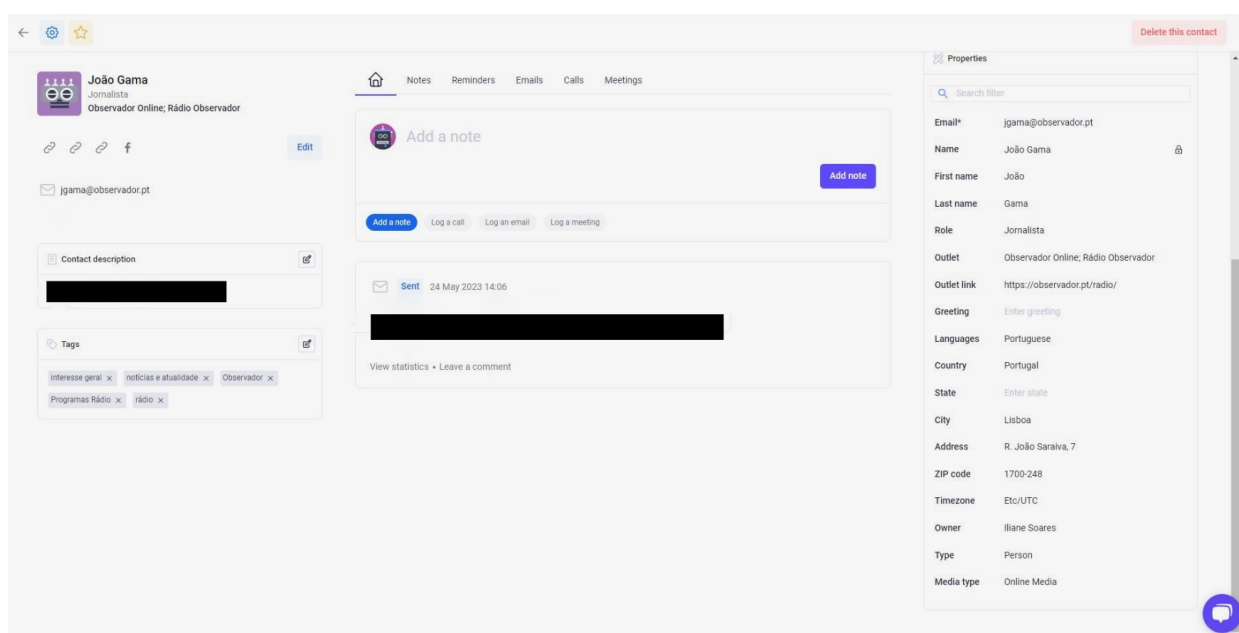 Delete this contact
João Gama
Jornalista
Observador Online; Rádio Observador
Edit
jgama@observador.pt
Contact description
Tags
interesse geral x notícias e atualidade x Observador x
Programas Rádio x rádio x
Notes Reminders Emails Calls Meetings
Add a note
Add note
Add a note Log a call Log an email Log a meeting
Sent 24 May 2023 14:06
View statistics • Leave a comment
Properties
Search filter
Email* jgama@observador.pt
Name João Gama
First name João
Last name Gama
Role Jornalista
Outlet Observador Online; Rádio Observador
Outlet link https://observador.pt/radio/
Greeting Enter greeting
Languages Portuguese
Country Portugal
State Enter state
City Lisboa
Address R. João Saraiva, 7
ZIP code 1700-248
Timezone Etc/UTC
Owner Iliane Soares
Type Person
Media type Online Media